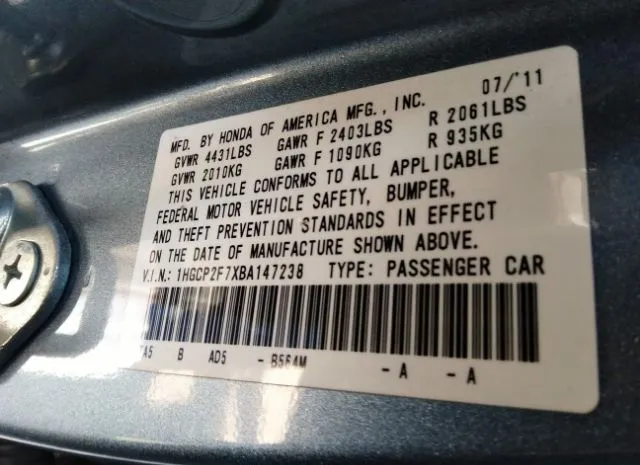 MFD. BY HONDA OF AMERICA MFG., INC. 07/'11
GVWR 4431LBS GAWR F 2403LBS R 2061LBS
GVWR 2010KG GAWR F 1090KG R 935KG
THIS VEHICLE CONFORMS TO ALL APPLICABLE
FEDERAL MOTOR VEHICLE SAFETY, BUMPER,
AND THEFT PREVENTION STANDARDS IN EFFECT
ON THE DATE OF MANUFACTURE SHOWN ABOVE.
V.I.N.: 1HGCP2F7XBA147238 TYPE: PASSENGER CAR
TA5 B AD5 - B564M - A - A